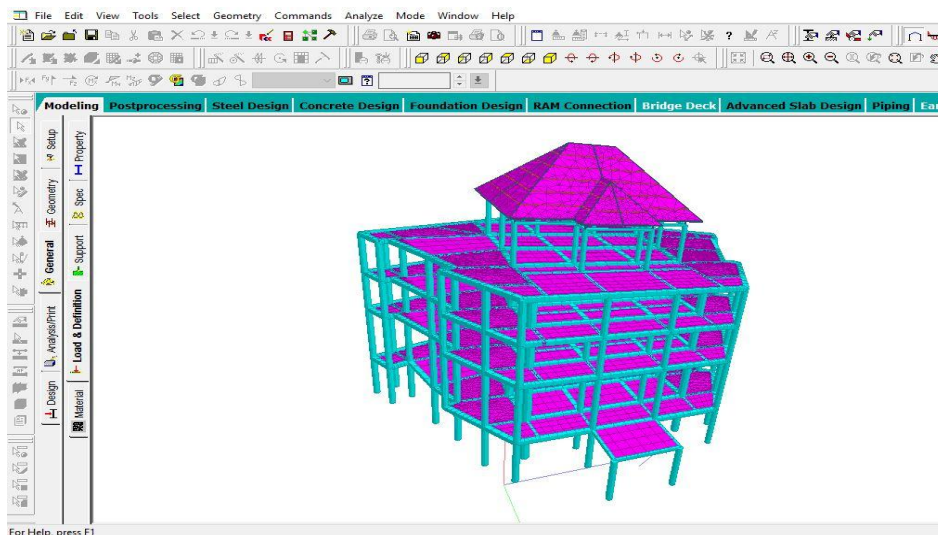 File Edit View Tools Select Geometry Commands Analyze Mode Window Help
Modeling Postprocessing Steel Design Concrete Design Foundation Design RAM Connection Bridge Deck Advanced Slab Design Piping Ear
Setup
Geometry
General
Analysis/Print
Design
Property
Spec
Support
Load & Definition
Material
For Help, press F1